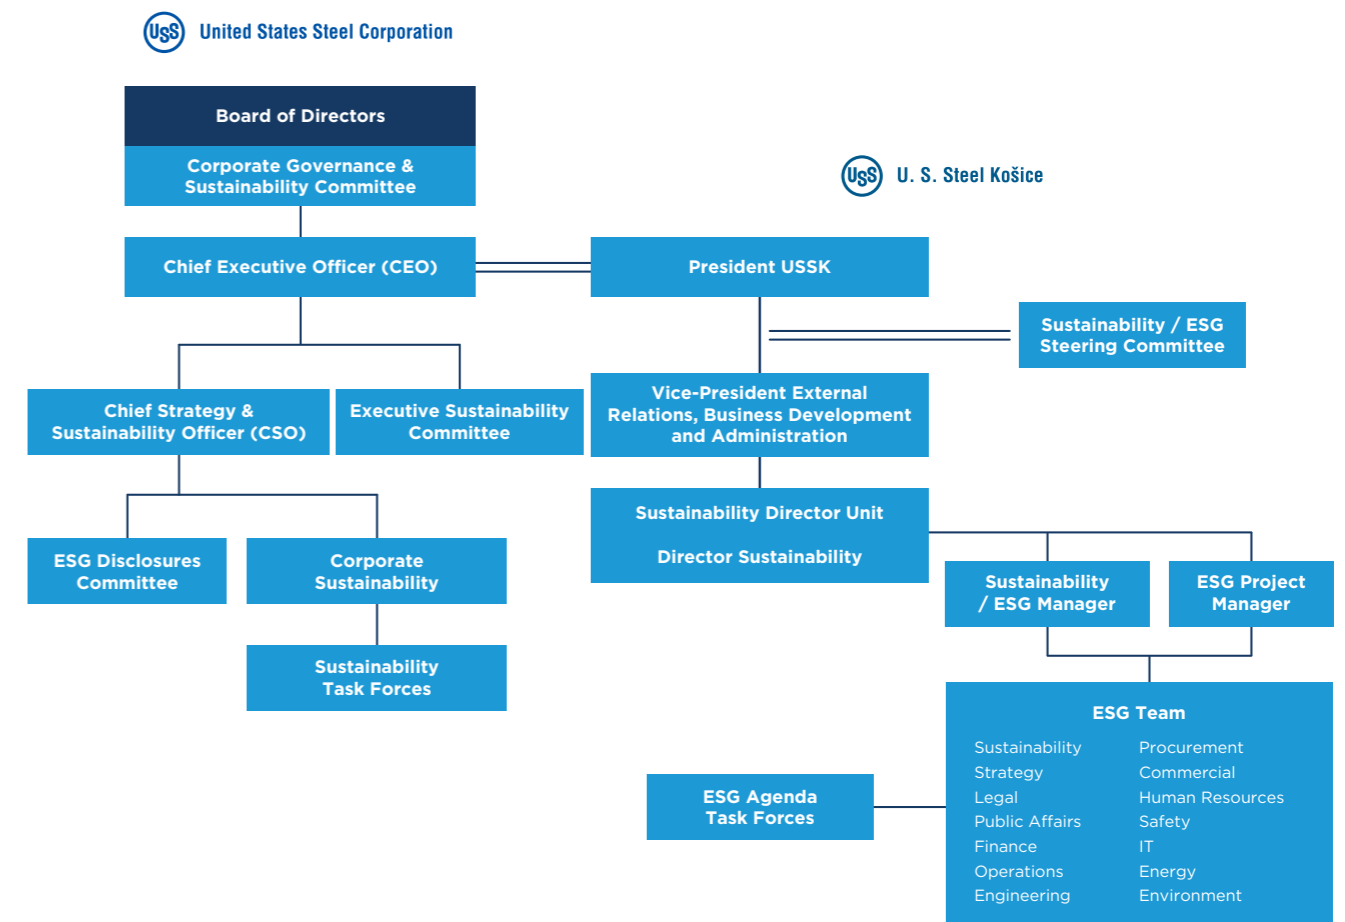 USS United States Steel Corporation
Board of Directors
Corporate Governance &
Sustainability Committee
USS U. S. Steel Košice
Chief Executive Officer (CEO)
President USSK
Sustainability / ESG
Steering Committee
Chief Strategy &
Sustainability Officer (CSO)
Executive Sustainability
Committee
Vice-President External
Relations, Business Development
and Administration
Sustainability Director Unit
Director Sustainability
ESG Disclosures
Committee
Corporate
Sustainability
Sustainability
/ ESG Manager
ESG Project
Manager
Sustainability
Task Forces
ESG Team
Sustainability
Strategy
Legal
Public Affairs
Finance
Operations
Engineering
Procurement
Commercial
Human Resources
Safety
IT
Energy
Environment
ESG Agenda
Task Forces